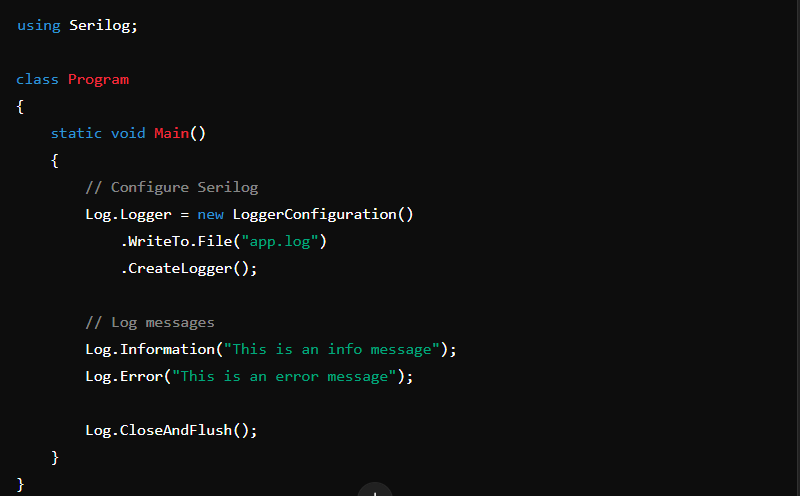 using Serilog;
class Program
{
    static void Main()
    {
        // Configure Serilog
        Log.Logger = new LoggerConfiguration()
            .WriteTo.File("app.log")
            .CreateLogger();
        // Log messages
        Log.Information("This is an info message");
        Log.Error("This is an error message");
        Log.CloseAndFlush();
    }
}